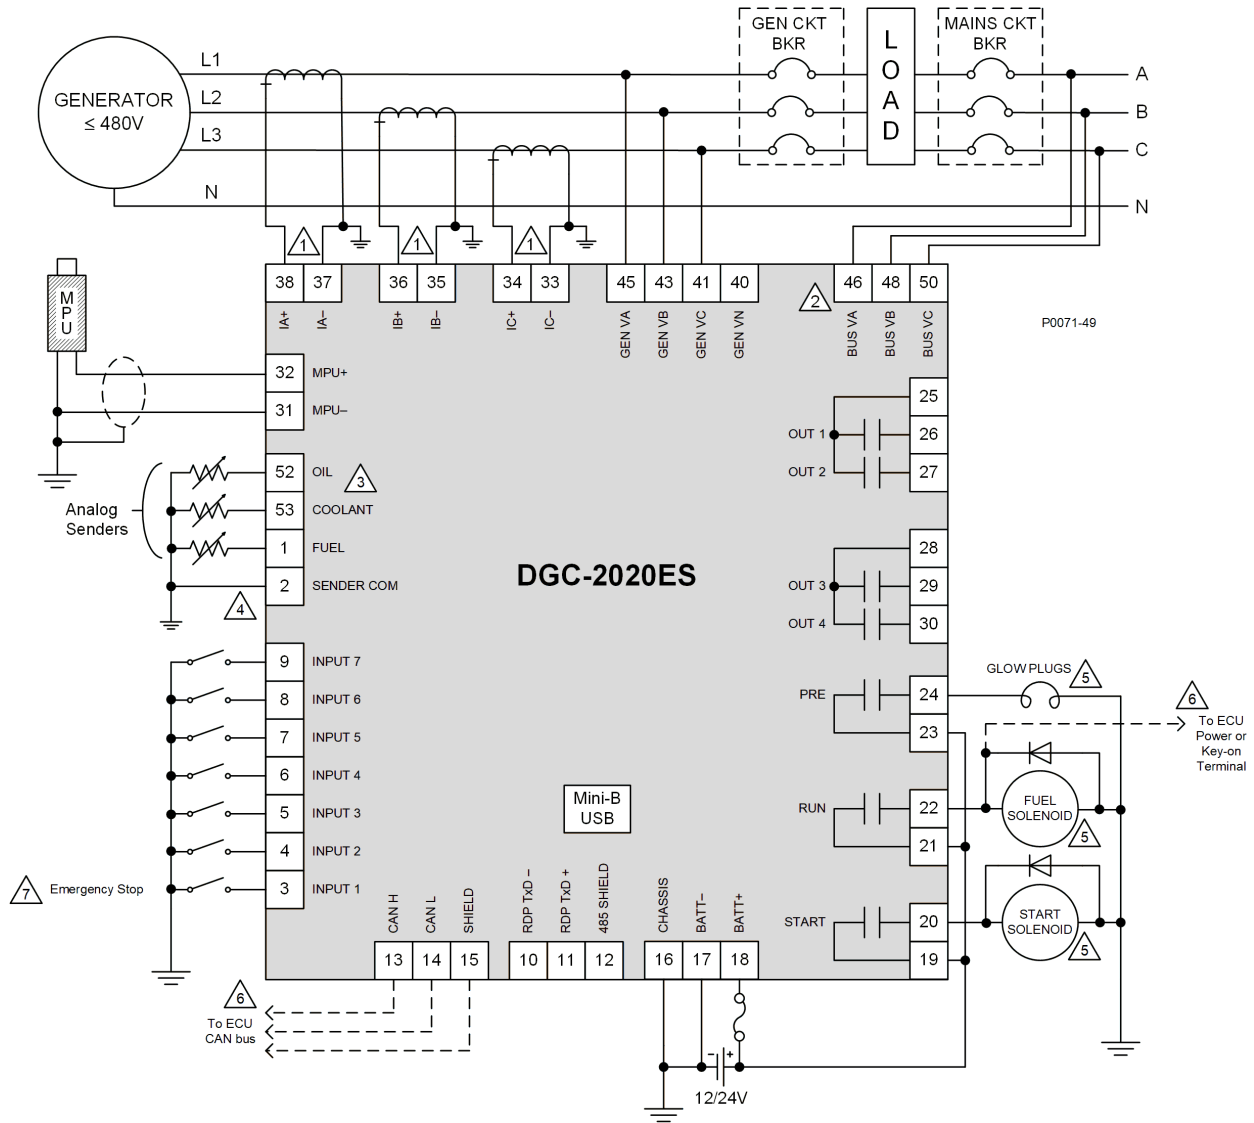 GEN CKT
BKR
LOAD
MAINS CKT
BKR
L1
A
GENERATOR
≤ 480V
L2
B
L3
C
N
N
1
1
1
38
37
36
35
34
33
45
43
41
40
2
46
48
50
IA+
IA–
IB+
IB–
IC+
IC–
GEN VA
GEN VB
GEN VC
GEN VN
BUS VA
BUS VB
BUS VC
P0071-49
MPU
32
MPU+
31
MPU–
25
OUT 1
26
OUT 2
27
52
OIL
3
Analog
Senders
53
COOLANT
1
FUEL
2
SENDER COM
4
DGC-2020ES
28
OUT 3
29
OUT 4
30
9
INPUT 7
8
INPUT 6
7
INPUT 5
6
INPUT 4
5
INPUT 3
4
INPUT 2
7
Emergency Stop
3
INPUT 1
GLOW PLUGS
5
PRE
24
23
6
To ECU
Power or
Key-on
Terminal
Mini-B
USB
RUN
22
21
FUEL
SOLENOID
5
START
20
19
START
SOLENOID
5
CAN H
CAN L
SHIELD
RDP TxD –
RDP TxD +
485 SHIELD
CHASSIS
BATT–
BATT+
13
14
15
10
11
12
16
17
18
6
To ECU
CAN bus
–
+
12/24V